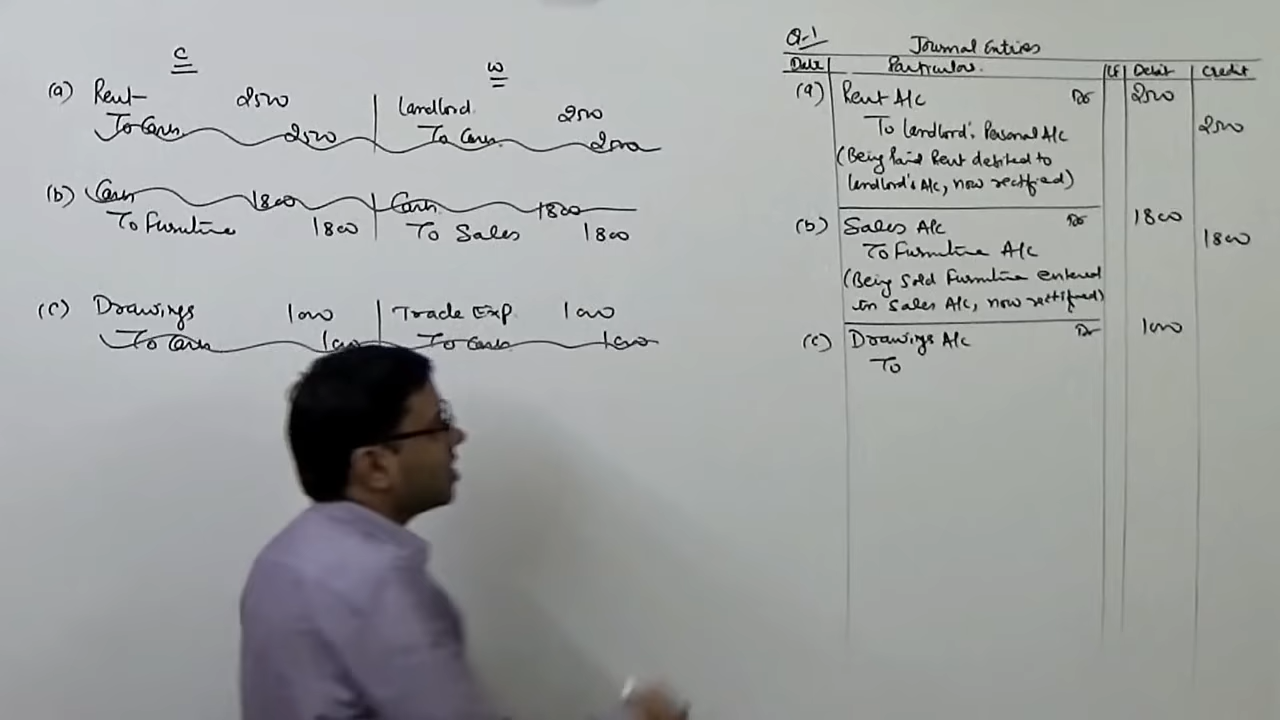 C
W
(a) Rent 2500 landlord 2500
To Cash 2500 To Cash 2500
(b) Cash 1800 Cash 1800
To Furniture 1800 To Sales 1800
(c) Drawings 1000 Trade Exp. 1000
To Cash 1000 To Cash 1000
Q-1 Journal Entries
Date Particulars. LF Debit Credit
(a) Rent A/c Dr 2500
To landlord's Personal A/c 2500
(Being paid Rent debited to
landlord's A/c, now rectified)
(b) Sales A/c Dr 1800
To Furniture A/c 1800
(Being Sold Furniture entered
in Sales A/c, now rectified)
(c) Drawings A/c Dr 1000
To